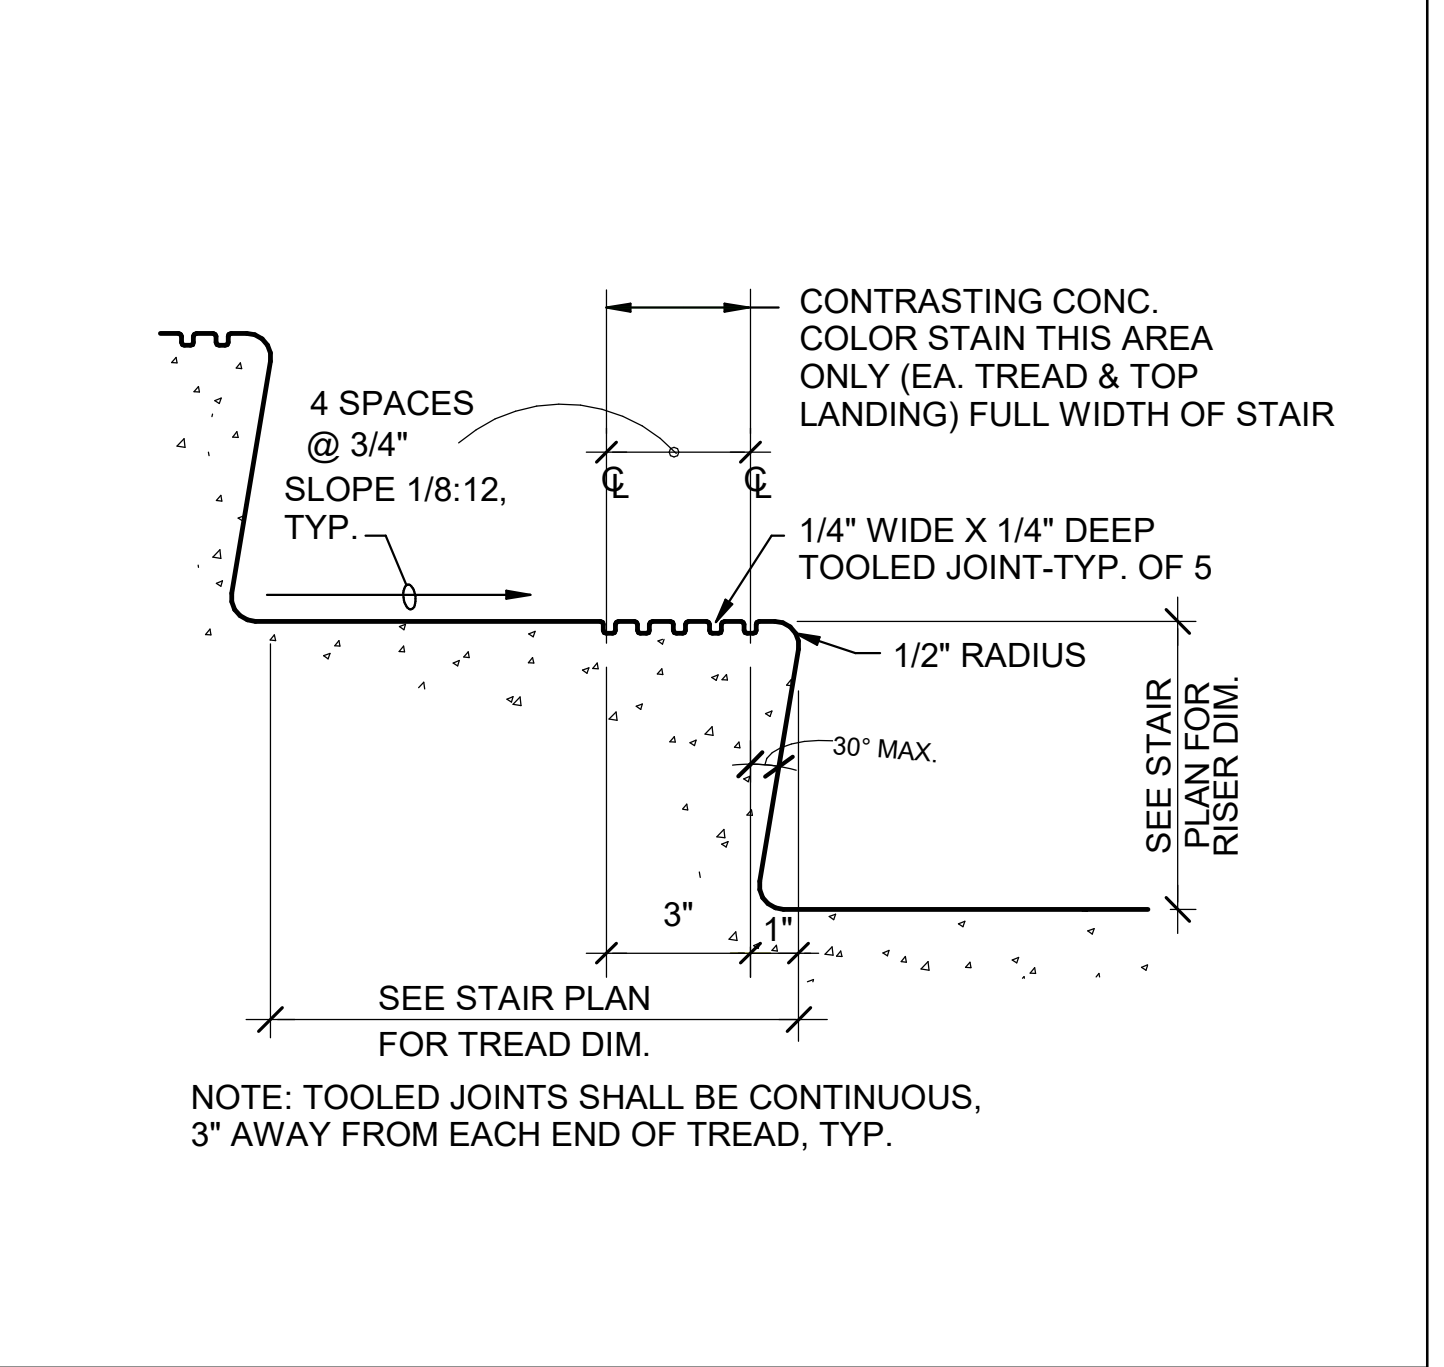 CONTRASTING CONC.
COLOR STAIN THIS AREA
ONLY (EA. TREAD & TOP
LANDING) FULL WIDTH OF STAIR
4 SPACES
@ 3/4"
SLOPE 1/8:12,
TYP.
℄ ℄
1/4" WIDE X 1/4" DEEP
TOOLED JOINT-TYP. OF 5
1/2" RADIUS
SEE STAIR
PLAN FOR
RISER DIM.
30° MAX.
3" 1"
SEE STAIR PLAN
FOR TREAD DIM.
NOTE: TOOLED JOINTS SHALL BE CONTINUOUS,
3" AWAY FROM EACH END OF TREAD, TYP.